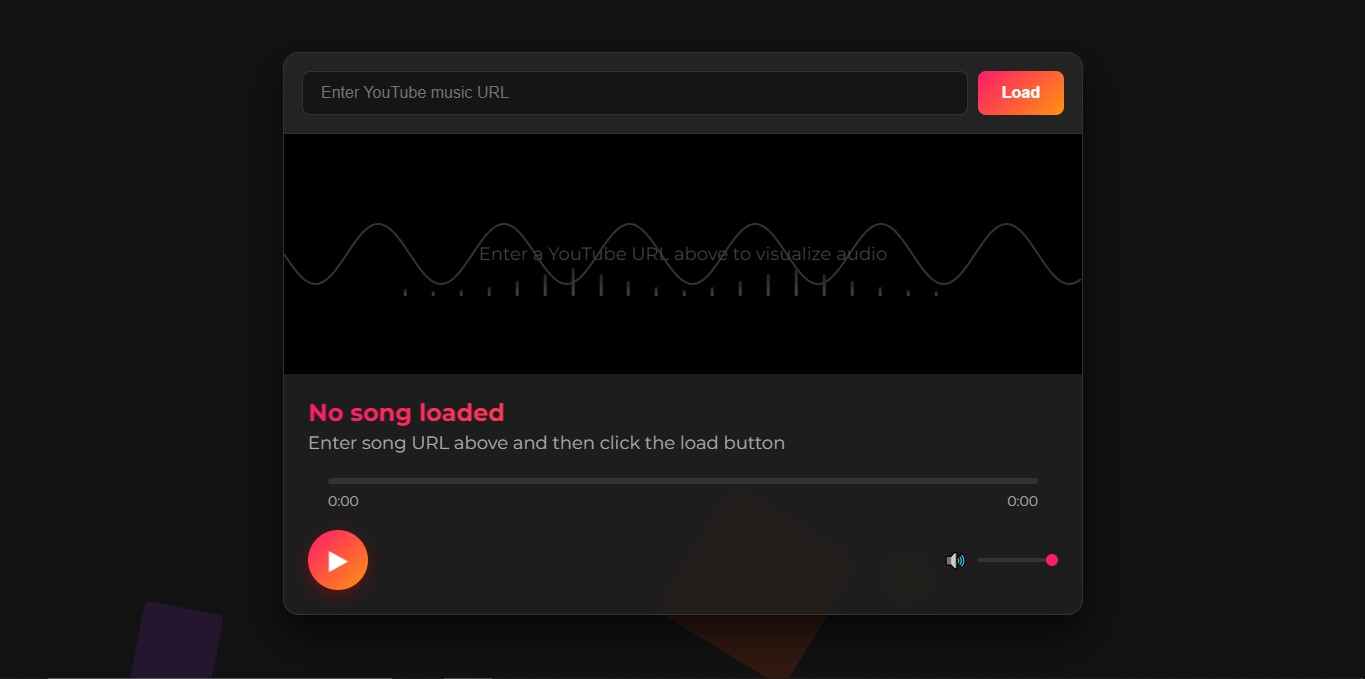 Enter YouTube music URL
Load
Enter a YouTube URL above to visualize audio
No song loaded
Enter song URL above and then click the load button
0:00
0:00